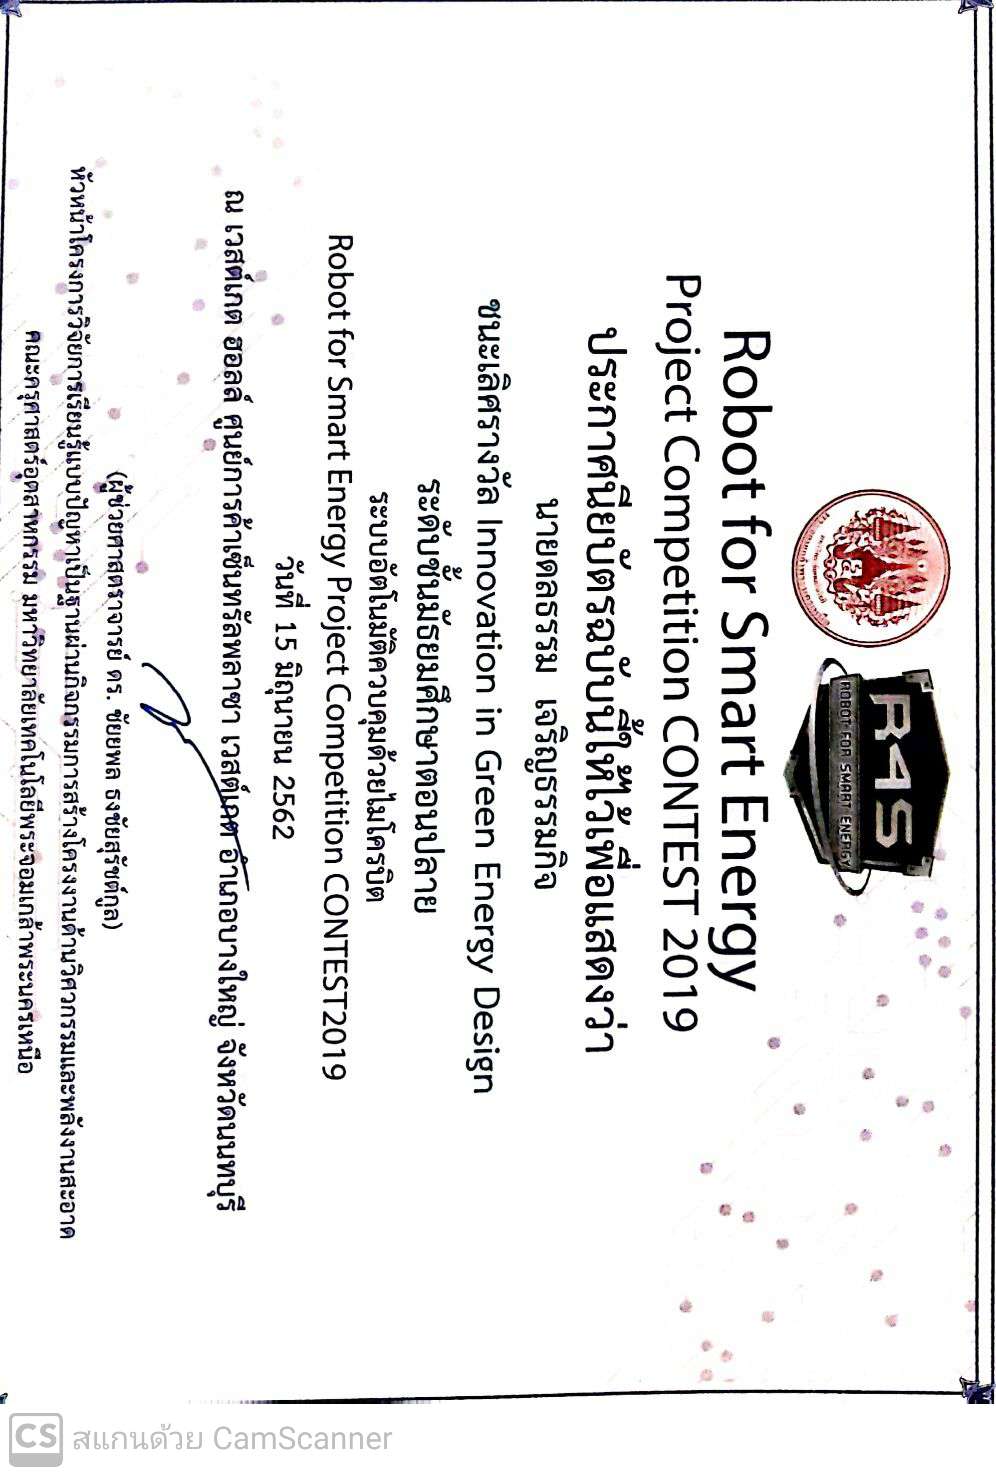 R4S
ROBOT FOR SMART ENERGY
Robot for Smart Energy
Project Competition CONTEST 2019
ประกาศนียบัตรฉบับนี้ให้ไว้เพื่อแสดงว่า
นายดลธรรม เจริญธรรมกิจ
ชนะเลิศรางวัล Innovation in Green Energy Design
ระดับชั้นมัธยมศึกษาตอนปลาย
ระบบอัตโนมัติควบคุมด้วยไมโครบิต
Robot for Smart Energy Project Competition CONTEST2019
วันที่ 15 มิถุนายน 2562
ณ เวสต์เกต ฮอลล์ ศูนย์การค้าเซ็นทรัลพลาซา เวสต์เกต อำเภอบางใหญ่ จังหวัดนนทบุรี
(ผู้ช่วยศาสตราจารย์ ดร. ชัยยพล ธงชัยสุรัชต์กูล)
หัวหน้าโครงการวิจัยการเรียนรู้แบบปัญหาเป็นฐานผ่านกิจกรรมการสร้างโครงงานด้านวิศวกรรมและพลังงานสะอาด
คณะครุศาสตร์อุตสาหกรรม มหาวิทยาลัยเทคโนโลยีพระจอมเกล้าพระนครเหนือ
CS สแกนด้วย CamScanner